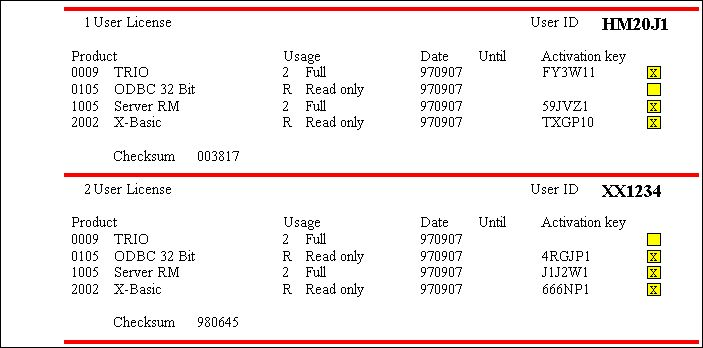 1 User License User ID HM20J1
Product Usage Date Until Activation key
0009 TRIO 2 Full 970907 FY3W11 X
0105 ODBC 32 Bit R Read only 970907
1005 Server RM 2 Full 970907 59JVZ1 X
2002 X-Basic R Read only 970907 TXGP10 X
Checksum 003817
2 User License User ID XX1234
Product Usage Date Until Activation key
0009 TRIO 2 Full 970907
0105 ODBC 32 Bit R Read only 970907 4RGJP1 X
1005 Server RM 2 Full 970907 J1J2W1 X
2002 X-Basic R Read only 970907 666NP1 X
Checksum 980645